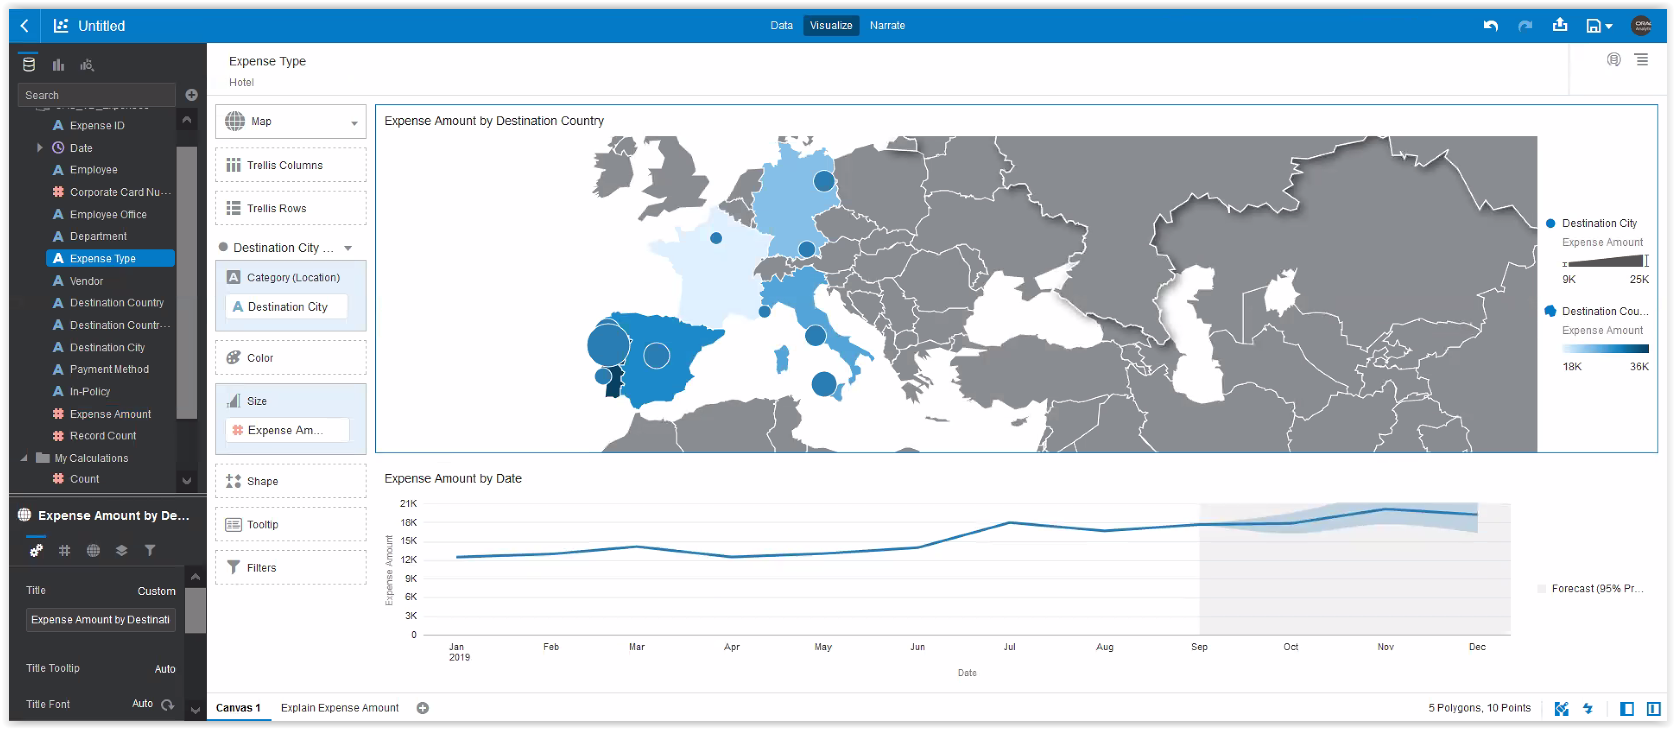 Untitled
Data
Visualize
Narrate
Search
Expense ID
Date
Employee
Corporate Card Nu...
Employee Office
Department
Expense Type
Vendor
Destination Country
Destination Countr...
Destination City
Payment Method
In-Policy
Expense Amount
Record Count
My Calculations
Count
Expense Amount by De...
Title
Custom
Expense Amount by Destinati
Title Tooltip
Auto
Title Font
Auto
Expense Type
Hotel
Map
Trellis Columns
Trellis Rows
Destination City ...
Category (Location)
Destination City
Color
Size
Expense Am...
Shape
Tooltip
Filters
Expense Amount by Destination Country
Destination City
Expense Amount
9K
25K
Destination Cou...
Expense Amount
18K
36K
Expense Amount by Date
21K
18K
15K
12K
9K
6K
3K
0
Expense Amount
Jan
2019
Feb
Mar
Apr
May
Jun
Jul
Aug
Sep
Oct
Nov
Dec
Date
Forecast (95% Pr...
Canvas 1
Explain Expense Amount
5 Polygons, 10 Points